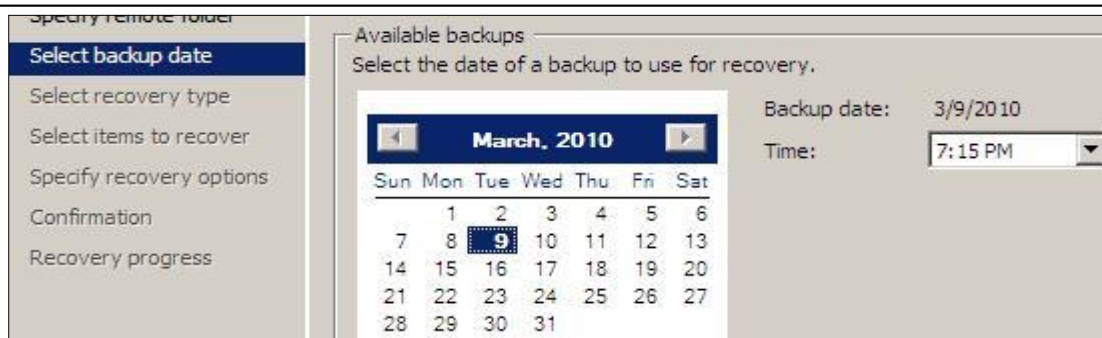 Specify remote folder
Select backup date
Select recovery type
Select items to recover
Specify recovery options
Confirmation
Recovery progress
Available backups
Select the date of a backup to use for recovery.
March, 2010
Sun Mon Tue Wed Thu Fri Sat
1 2 3 4 5 6
7 8 9 10 11 12 13
14 15 16 17 18 19 20
21 22 23 24 25 26 27
28 29 30 31
Backup date: 3/9/2010
Time: 7:15 PM